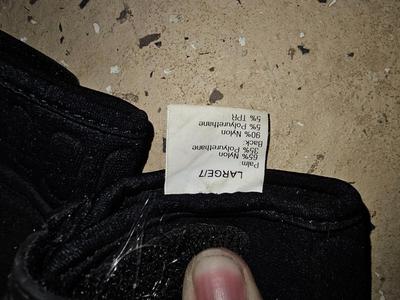 LARGE/7
Palm
65% Nylon
35% Polyurethane
Back:
90% Nylon
5% Polyurethane
5% TPR